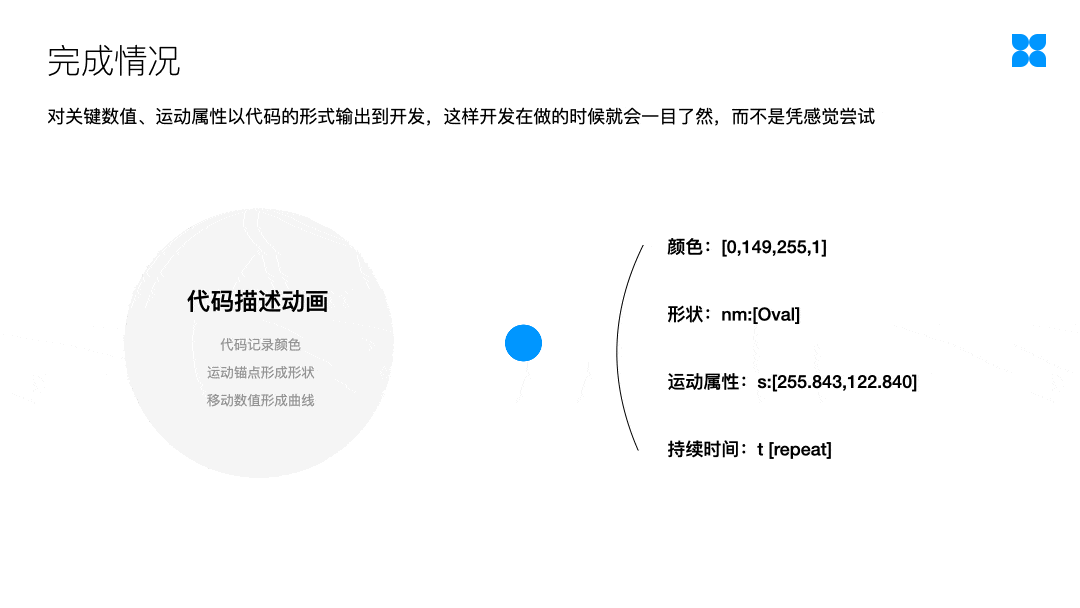 完成情况
对关键数值、运动属性以代码的形式输出到开发，这样开发在做的时候就会一目了然，而不是凭感觉尝试
代码描述动画
代码记录颜色
运动锚点形成形状
移动数值形成曲线
颜色：[0,149,255,1]
形状：nm:[Oval]
运动属性：s:[255.843,122.840]
持续时间：t [repeat]